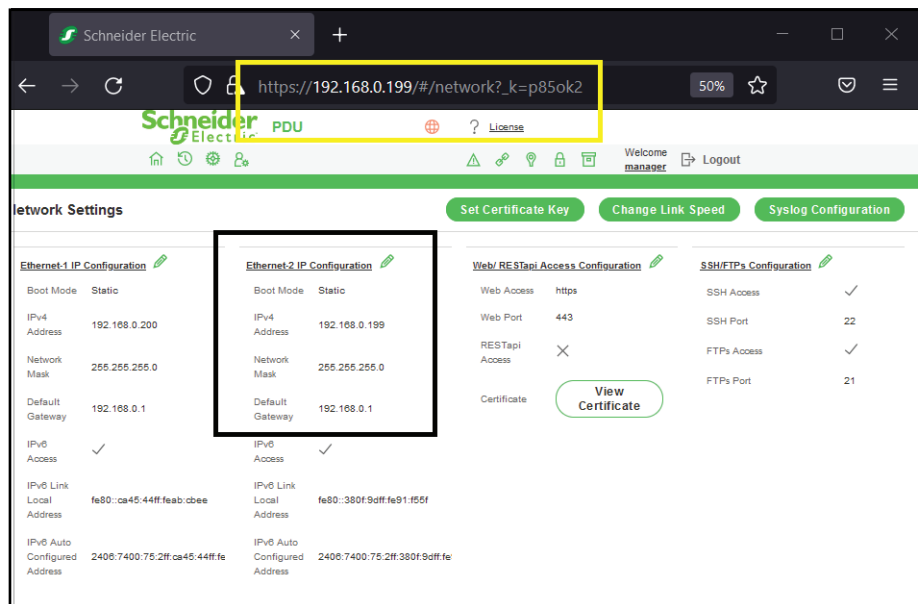 Schneider Electric
https://192.168.0.199/#/network?_k=p85ok2
50%
Schneider
Electric
PDU
? License
Welcome
manager
Logout
etwork Settings
Set Certificate Key
Change Link Speed
Syslog Configuration
Ethernet-1 IP Configuration
Boot Mode Static
IPv4
Address
192.168.0.200
Network
Mask
255.255.255.0
Default
Gateway
192.168.0.1
IPv6
Access
IPv6 Link
Local
Address
fe80::ca45:44ff:feab:cbee
IPv6 Auto
Configured
Address
2406:7400:75:2ff:ca45:44ff:fe
Ethernet-2 IP Configuration
Boot Mode Static
IPv4
Address
192.168.0.199
Network
Mask
255.255.255.0
Default
Gateway
192.168.0.1
IPv6
Access
IPv6 Link
Local
Address
fe80::380f:9dff:fe91:f55f
IPv6 Auto
Configured
Address
2406:7400:75:2ff:380f:9dff:fe
Web/ RESTapi Access Configuration
Web Access https
Web Port 443
RESTapi
Access
Certificate
View
Certificate
SSH/FTPs Configuration
SSH Access
SSH Port 22
FTPs Access
FTPs Port 21